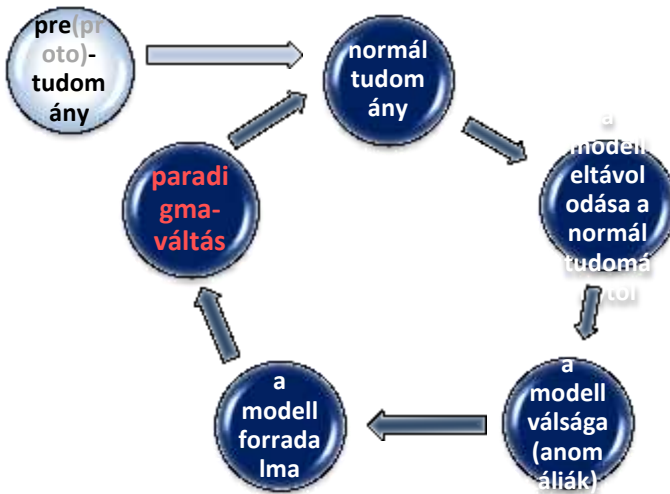 pre(pr
oto)-
tudom
ány
normál
tudom
ány
a
modell
eltávol
odása a
normál
tudomá
nytól
a
modell
válsága
(anom
áliák)
a
modell
forrada
lma
paradi
gma-
váltás